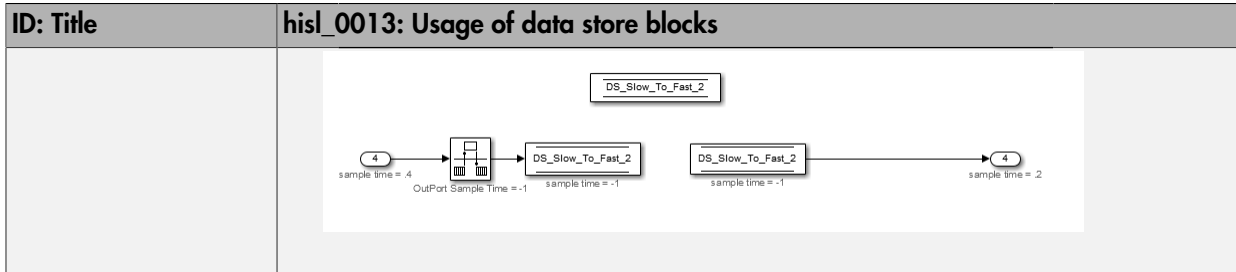 ID: Title
hisl_0013: Usage of data store blocks
DS_Slow_To_Fast_2
4
DS_Slow_To_Fast_2
DS_Slow_To_Fast_2
4
sample time = .4
OutPort Sample Time = -1
sample time = -1
sample time = -1
sample time = .2